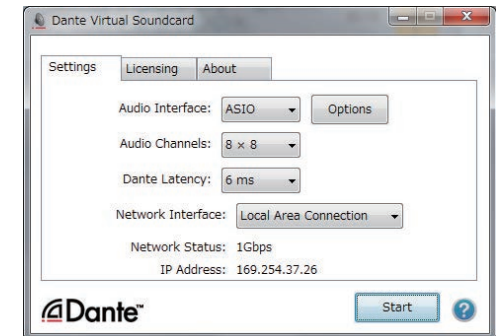 Dante Virtual Soundcard
Settings Licensing About
Audio Interface: ASIO Options
Audio Channels: 8 × 8
Dante Latency: 6 ms
Network Interface: Local Area Connection
Network Status: 1Gbps
IP Address: 169.254.37.26
Dante™ Start ?